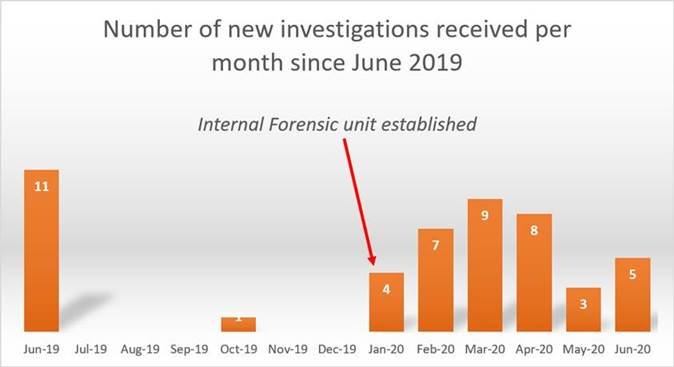 Number of new investigations received per
month since June 2019
Internal Forensic unit established
11
1
4
7
9
8
3
5
Jun-19 Jul-19 Aug-19 Sep-19 Oct-19 Nov-19 Dec-19 Jan-20 Feb-20 Mar-20 Apr-20 May-20 Jun-20